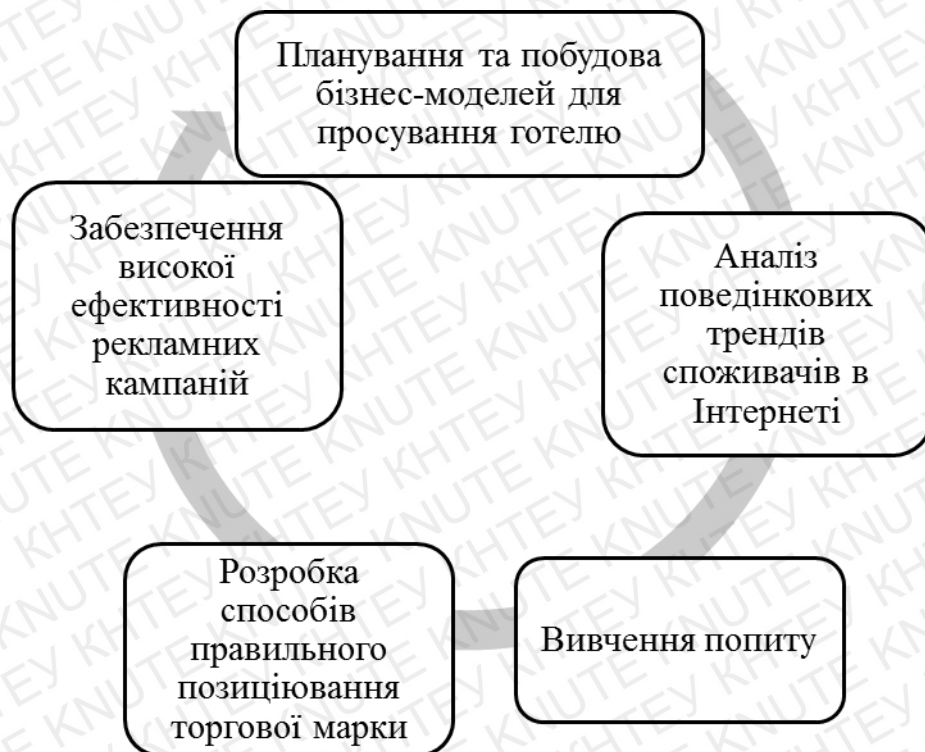 Планування та побудова
бізнес-моделей для
просування готелю
Аналіз
поведінкових
трендів
споживачів в
Інтернеті
Вивчення попиту
Розробка
способів
правильного
позиціювання
торгової марки
Забезпечення
високої
ефективності
рекламних
кампаній